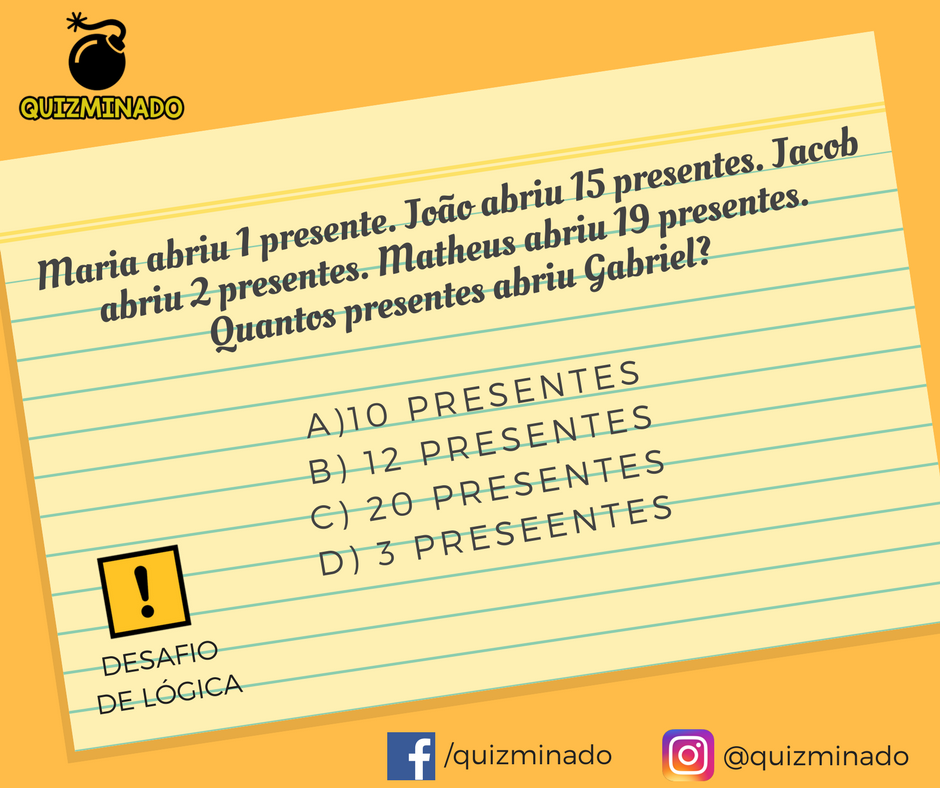 QUIZMINADO
Maria abriu 1 presente. João abriu 15 presentes. Jacob
abriu 2 presentes. Matheus abriu 19 presentes.
Quantos presentes abriu Gabriel?
A)10 PRESENTES
B) 12 PRESENTES
C) 20 PRESENTES
D) 3 PRESEENTES
!
DESAFIO
DE LÓGICA
f /quizminado
@quizminado